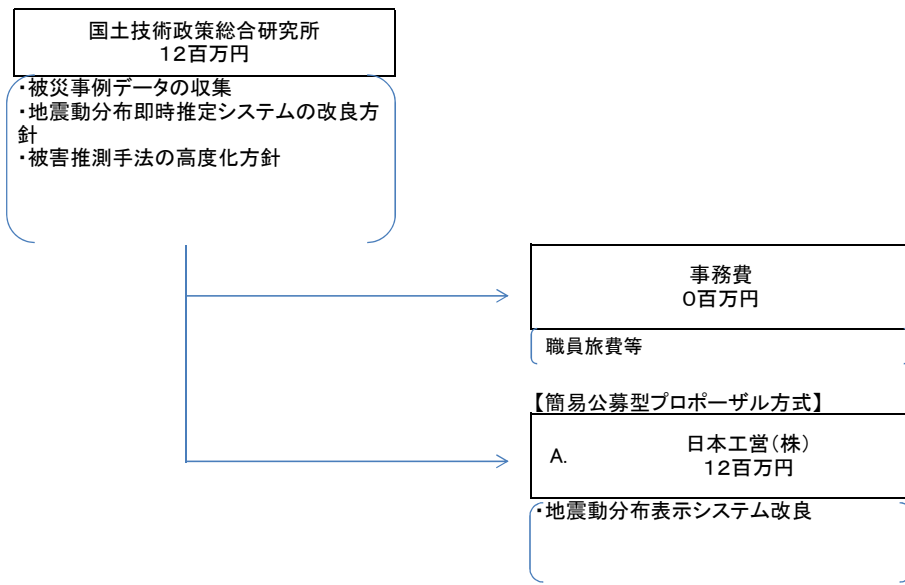 国土技術政策総合研究所
12百万円
・被災事例データの収集
・地震動分布即時推定システムの改良方
針
・被害推測手法の高度化方針
事務費
0百万円
職員旅費等
【簡易公募型プロポーザル方式】
A. 日本工営(株)
12百万円
・地震動分布表示システム改良